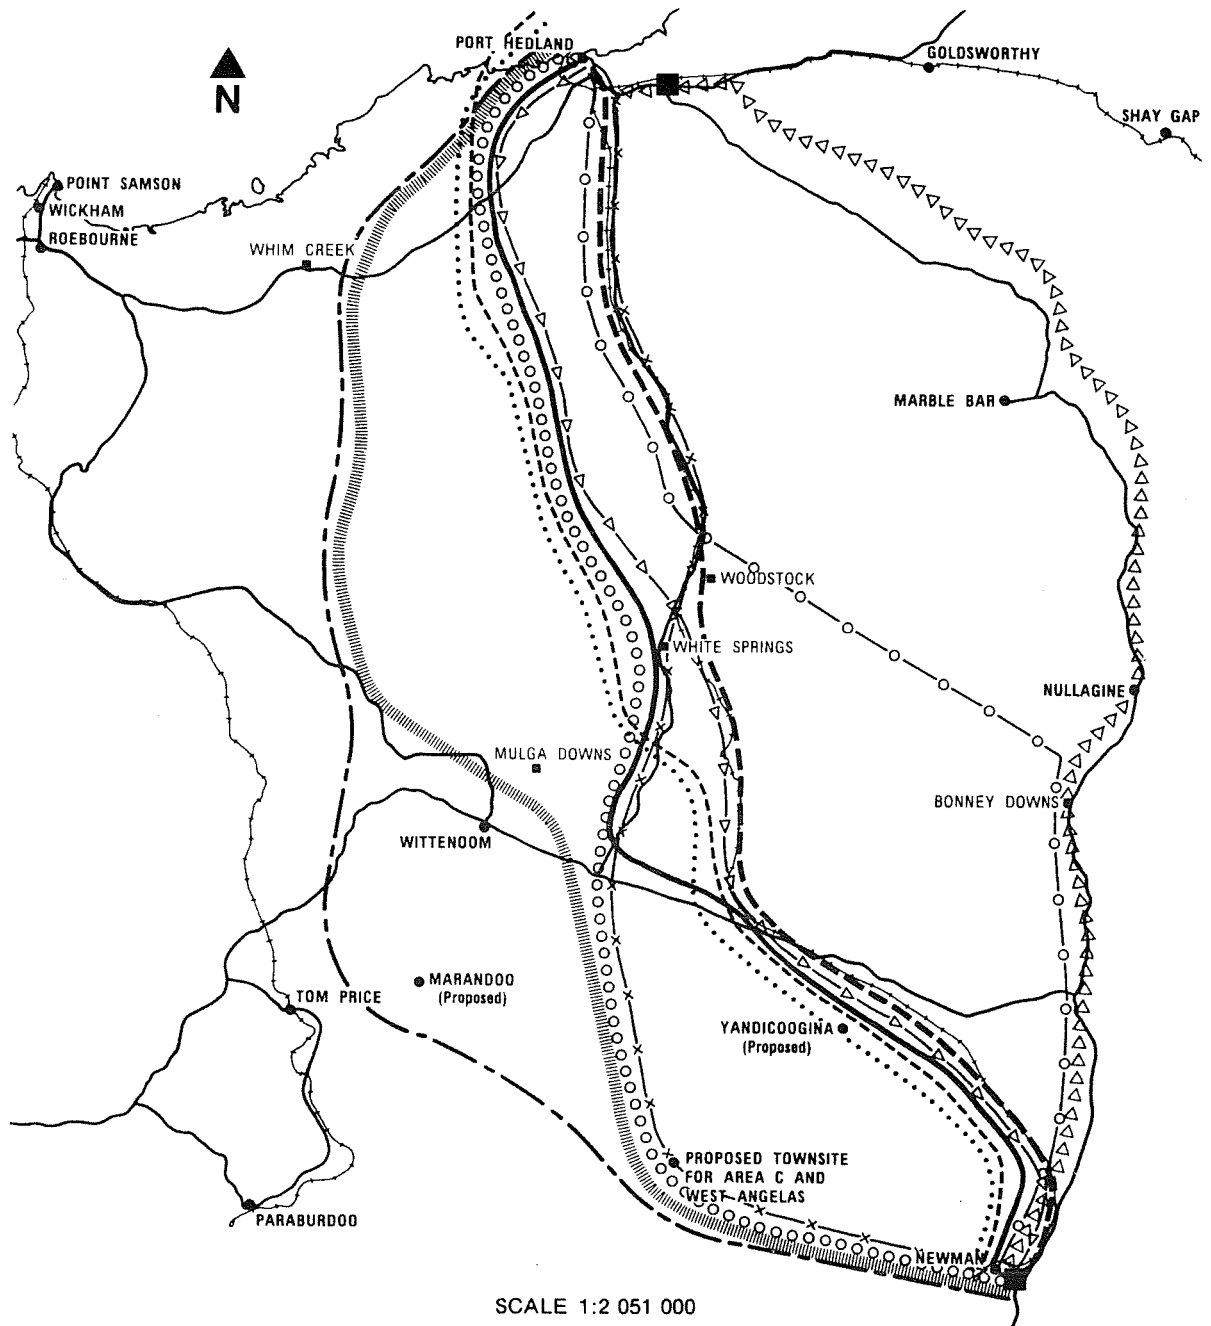 PORT HEDLAND
GOLDSWORTHY
N
SHAY GAP
POINT SAMSON
WICKHAM
ROEBOURNE
WHIM CREEK
MARBLE BAR
WOODSTOCK
WHITE SPRINGS
NULLAGINE
MULGA DOWNS
BONNEY DOWNS
WITTENOOM
MARANDOO
(Proposed)
TOM PRICE
YANDICOOGINA
(Proposed)
PROPOSED TOWNSITE
FOR AREA C AND
WEST ANGELAS
PARABURDOO
NEWMAN
SCALE 1:2 051 000